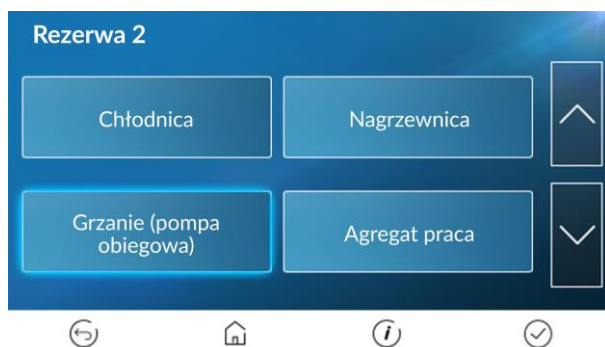 Rezerwa 2
Chłodnica
Nagrzewnica
Grzanie (pompa
obiegowa)
Agregat praca